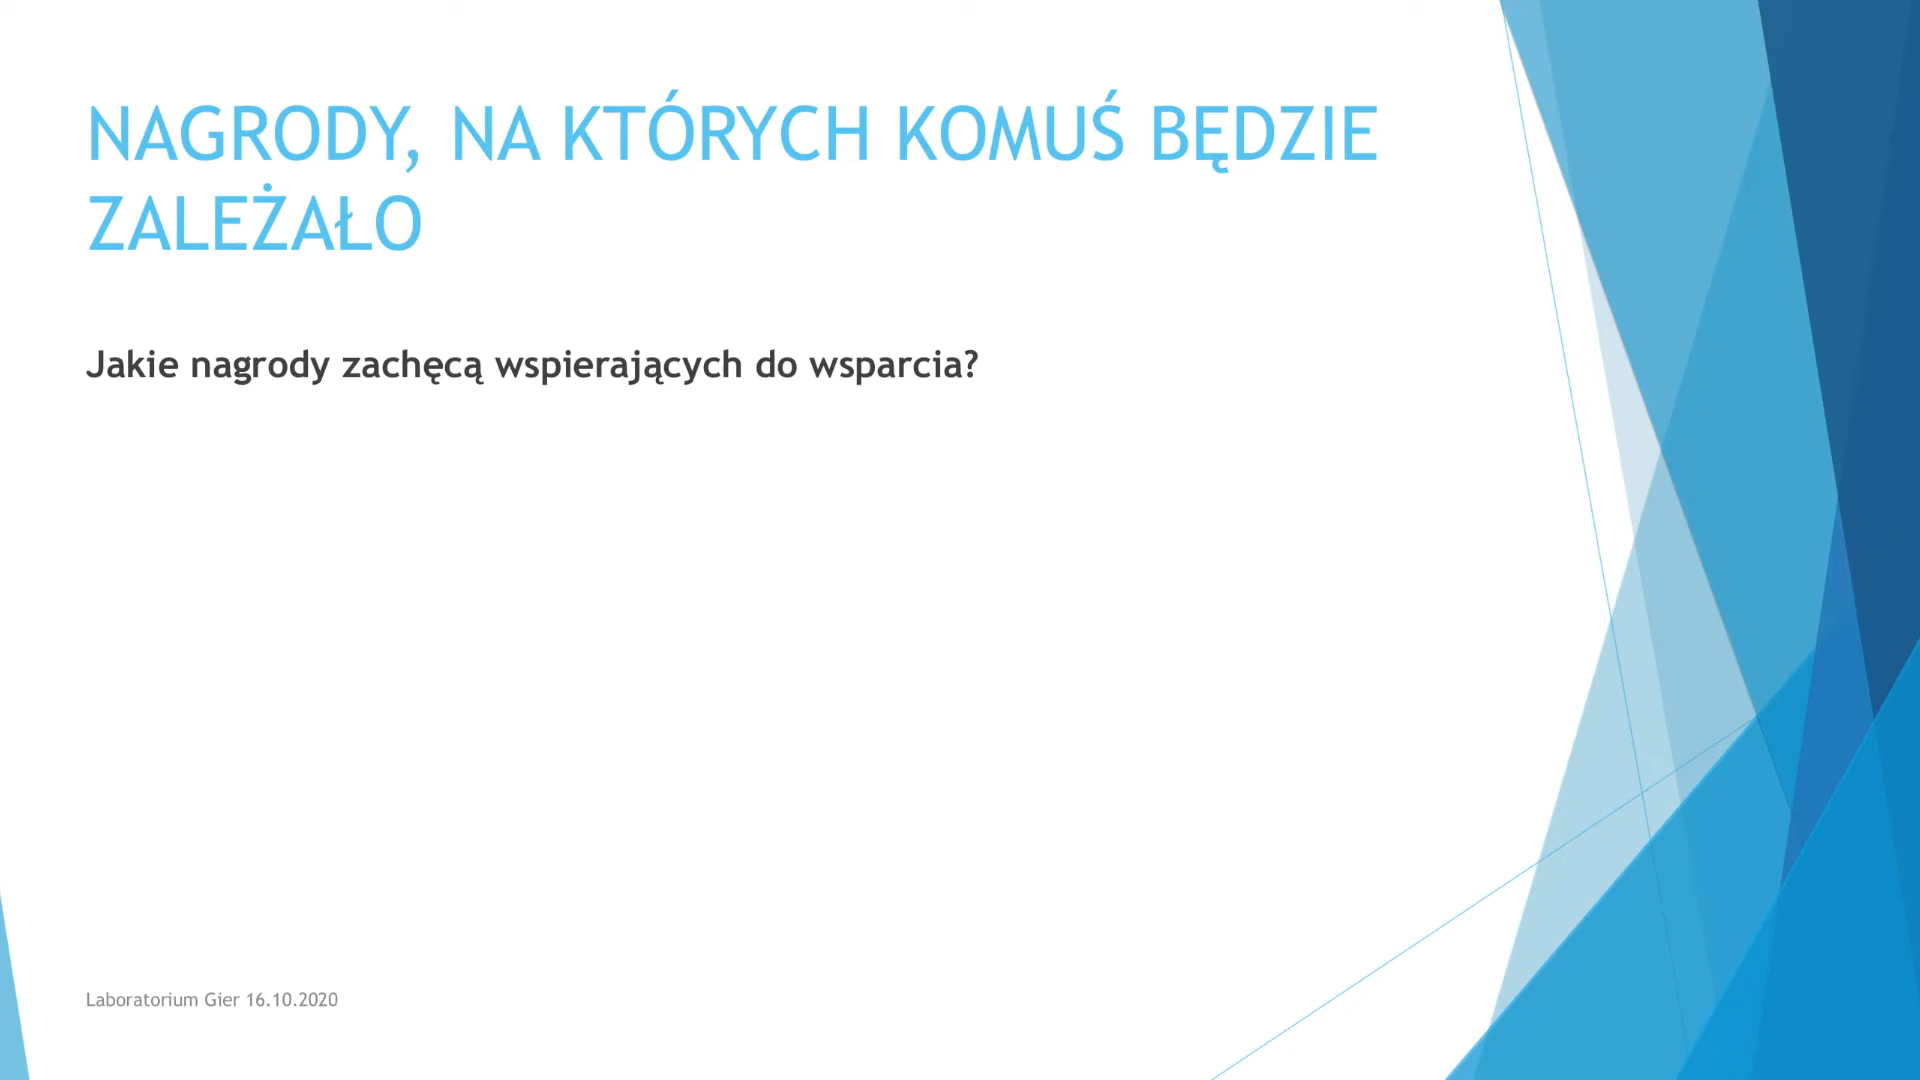 NAGRODY, NA KTÓRYCH KOMUŚ BĘDZIE
ZALEŻAŁO
Jakie nagrody zachęcą wspierających do wsparcia?
Laboratorium Gier 16.10.2020